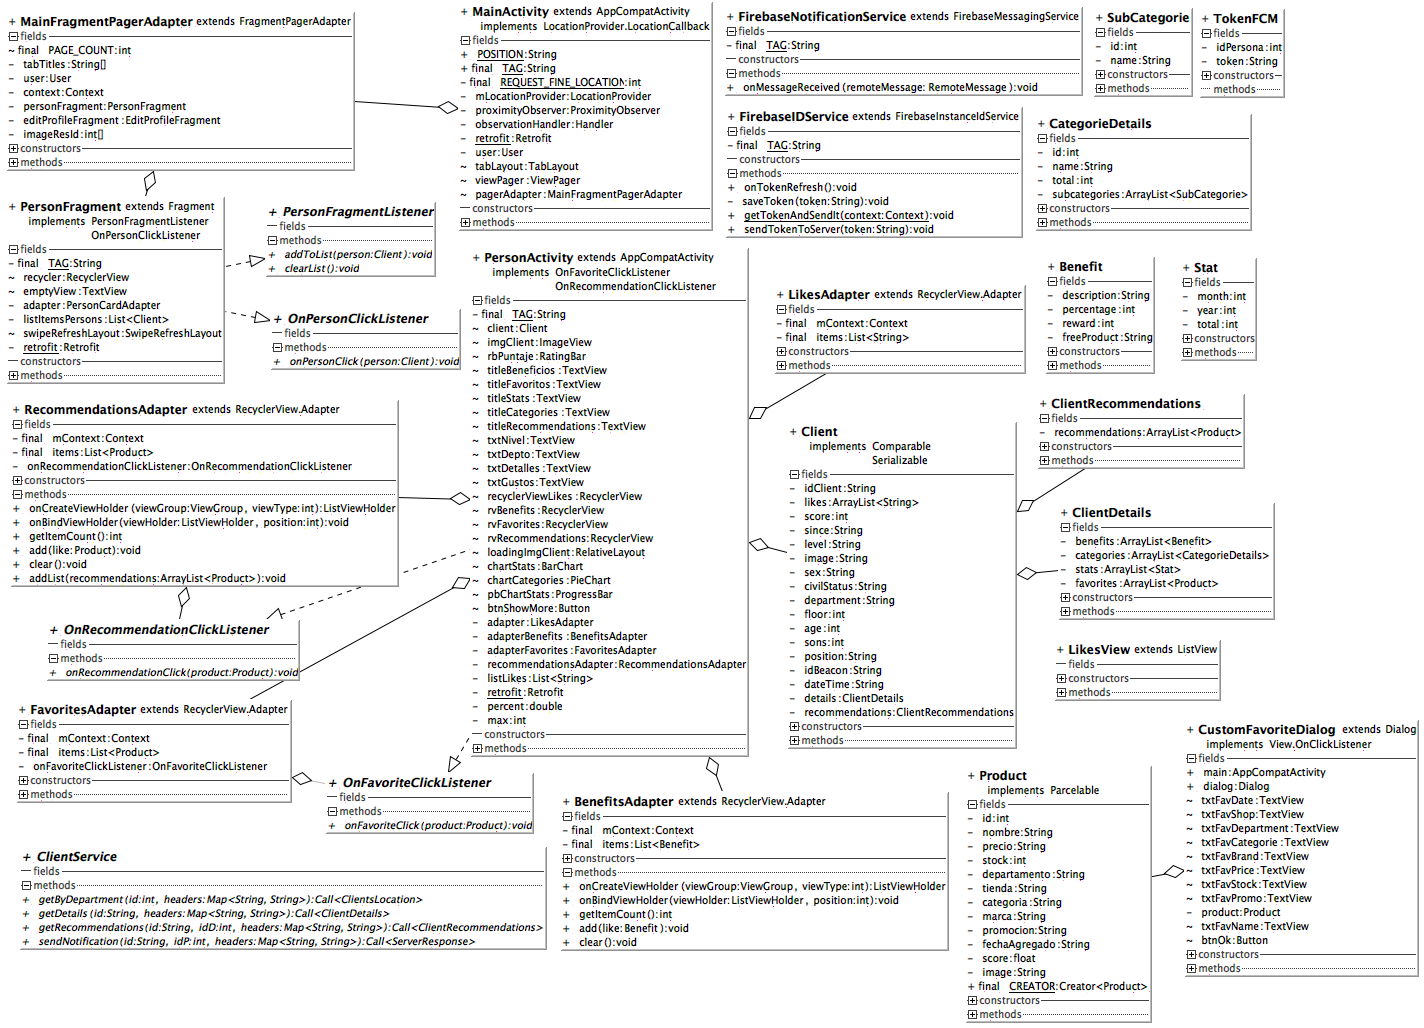 + MainFragmentPagerAdapter extends FragmentPagerAdapter
fields
~ final PAGE_COUNT:int
- tabTitles:String[]
- user:User
- context:Context
- personFragment:PersonFragment
- editProfileFragment:EditProfileFragment
- imageResId:int[]
constructors
methods
+ MainActivity extends AppCompatActivity
implements LocationProvider.LocationCallback
fields
+ POSITION:String
+ final TAG:String
- final REQUEST_FINE_LOCATION:int
- mLocationProvider:LocationProvider
- proximityObserver:ProximityObserver
- observationHandler:Handler
- retrofit:Retrofit
- user:User
~ tabLayout:TabLayout
~ viewPager:ViewPager
~ pagerAdapter:MainFragmentPagerAdapter
constructors
methods
+ FirebaseNotificationService extends FirebaseMessagingService
fields
- final TAG:String
constructors
methods
+ onMessageReceived(remoteMessage: RemoteMessage):void
+ SubCategorie
fields
- id:int
- name:String
constructors
methods
+ TokenFCM
fields
- idPersona:int
- token:String
constructors
methods
+ FirebaseIDService extends FirebaseInstanceIdService
fields
- final TAG:String
constructors
methods
+ onTokenRefresh():void
- saveToken(token:String):void
+ getTokenAndSendIt(context:Context):void
+ sendTokenToServer(token:String):void
+ CategorieDetails
fields
- id:int
- name:String
- total:int
- subcategories:ArrayList<SubCategorie>
constructors
methods
+ PersonFragment extends Fragment
implements PersonFragmentListener
OnPersonClickListener
fields
- final TAG:String
~ recycler:RecyclerView
~ emptyView:TextView
- adapter:PersonCardAdapter
- listItemsPersons:List<Client>
~ swipeRefreshLayout:SwipeRefreshLayout
- retrofit:Retrofit
constructors
methods
+ PersonFragmentListener
fields
methods
+ addToList(person:Client):void
+ clearList():void
+ OnPersonClickListener
fields
methods
+ onPersonClick(person:Client):void
+ PersonActivity extends AppCompatActivity
implements OnFavoriteClickListener
OnRecommendationClickListener
fields
- final TAG:String
~ client:Client
~ imgClient:ImageView
~ rbPuntaje:RatingBar
~ titleBeneficios:TextView
~ titleFavoritos:TextView
~ titleStats:TextView
~ titleCategories:TextView
~ titleRecommendations:TextView
~ txtNivel:TextView
~ txtDepto:TextView
~ txtDetalles:TextView
~ txtGustos:TextView
~ recyclerViewLikes:RecyclerView
~ rvBenefits:RecyclerView
~ rvFavorites:RecyclerView
~ rvRecommendations:RecyclerView
~ loadingImgClient:RelativeLayout
~ chartStats:BarChart
~ chartCategories:PieChart
~ pbChartStats:ProgressBar
~ btnShowMore:Button
- adapter:LikesAdapter
- adapterBenefits:BenefitsAdapter
- adapterFavorites:FavoritesAdapter
- recommendationsAdapter:RecommendationsAdapter
- listLikes:List<String>
- retrofit:Retrofit
- percent:double
- max:int
constructors
methods
+ LikesAdapter extends RecyclerView.Adapter
fields
- final mContext:Context
- final items:List<String>
constructors
methods
+ Benefit
fields
- description:String
- percentage:int
- reward:int
- freeProduct:String
constructors
methods
+ Stat
fields
- month:int
- year:int
- total:int
constructors
methods
+ RecommendationsAdapter extends RecyclerView.Adapter
fields
- final mContext:Context
- final items:List<Product>
- onRecommendationClickListener:OnRecommendationClickListener
constructors
methods
+ onCreateViewHolder(viewGroup:ViewGroup, viewType:int):ListViewHolder
+ onBindViewHolder(viewHolder:ListViewHolder, position:int):void
+ getItemCount():int
+ add(like:Product):void
+ clear():void
+ addList(recommendations:ArrayList<Product>):void
+ Client
implements Comparable
Serializable
fields
- idClient:String
- likes:ArrayList<String>
- score:int
- since:String
- level:String
- image:String
- sex:String
- civilStatus:String
- department:String
- floor:int
- age:int
- sons:int
- position:String
- idBeacon:String
- dateTime:String
- details:ClientDetails
- recommendations:ClientRecommendations
constructors
methods
+ ClientRecommendations
fields
- recommendations:ArrayList<Product>
constructors
methods
+ ClientDetails
fields
- benefits:ArrayList<Benefit>
- categories:ArrayList<CategorieDetails>
- stats:ArrayList<Stat>
- favorites:ArrayList<Product>
constructors
methods
+ OnRecommendationClickListener
fields
methods
+ onRecommendationClick(product:Product):void
+ LikesView extends ListView
fields
constructors
methods
+ FavoritesAdapter extends RecyclerView.Adapter
fields
- final mContext:Context
- final items:List<Product>
- onFavoriteClickListener:OnFavoriteClickListener
constructors
methods
+ OnFavoriteClickListener
fields
methods
+ onFavoriteClick(product:Product):void
+ BenefitsAdapter extends RecyclerView.Adapter
fields
- final mContext:Context
- final items:List<Benefit>
constructors
methods
+ onCreateViewHolder(viewGroup:ViewGroup, viewType:int):ListViewHolder
+ onBindViewHolder(viewHolder:ListViewHolder, position:int):void
+ getItemCount():int
+ add(like:Benefit):void
+ clear():void
+ Product
implements Parcelable
fields
- id:int
- nombre:String
- precio:String
- stock:int
- departamento:String
- tienda:String
- categoria:String
- marca:String
- promocion:String
- fechaAgregado:String
- score:float
- image:String
+ final CREATOR:Creator<Product>
constructors
methods
+ CustomFavoriteDialog extends Dialog
implements View.OnClickListener
fields
+ main:AppCompatActivity
+ dialog:Dialog
~ txtFavDate:TextView
~ txtFavShop:TextView
~ txtFavDepartment:TextView
~ txtFavCategorie:TextView
~ txtFavBrand:TextView
~ txtFavPrice:TextView
~ txtFavStock:TextView
~ txtFavPromo:TextView
- product:Product
~ txtFavName:TextView
~ btnOk:Button
constructors
methods
+ ClientService
fields
methods
+ getByDepartment(id:int, headers:Map<String, String>):Call<ClientsLocation>
+ getDetails(id:String, headers:Map<String, String>):Call<ClientDetails>
+ getRecommendations(id:String, idD:int, headers:Map<String, String>):Call<ClientRecommendations>
+ sendNotification(id:String, idP:int, headers:Map<String, String>):Call<ServerResponse>